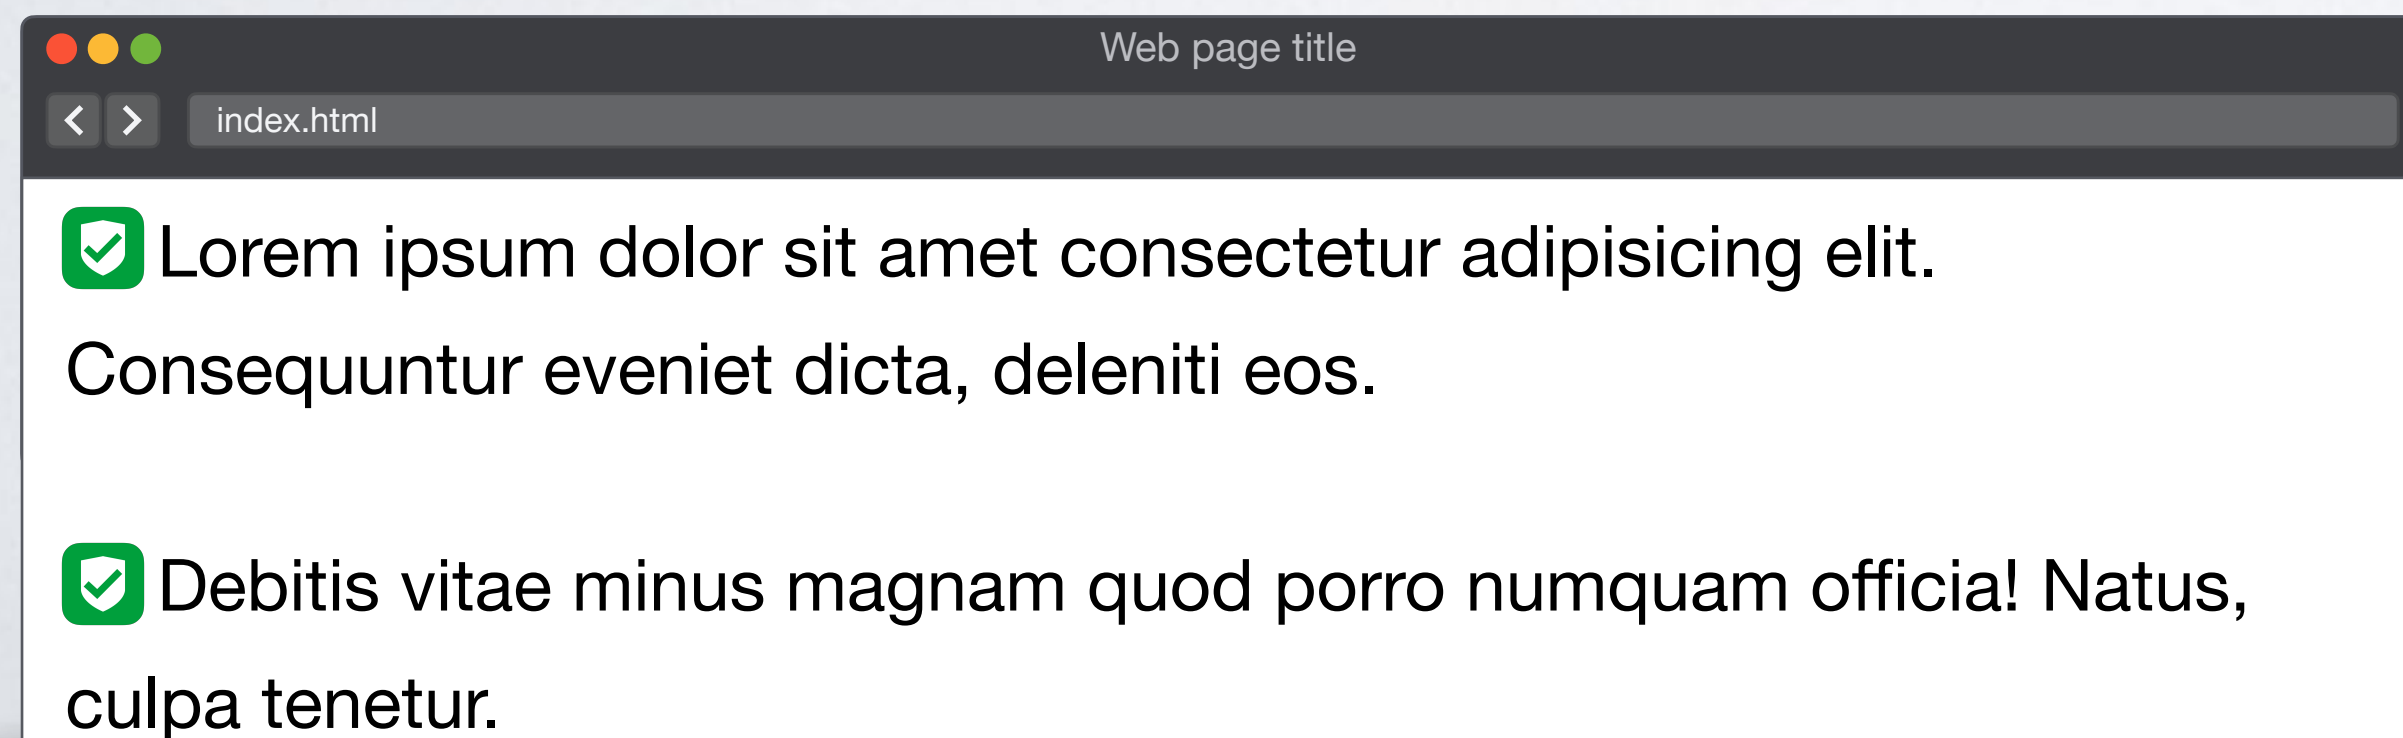 Web page title
index.html
Lorem ipsum dolor sit amet consectetur adipisicing elit.
Consequuntur eveniet dicta, deleniti eos.
Debitis vitae minus magnam quod porro numquam officia! Natus,
culpa tenetur.